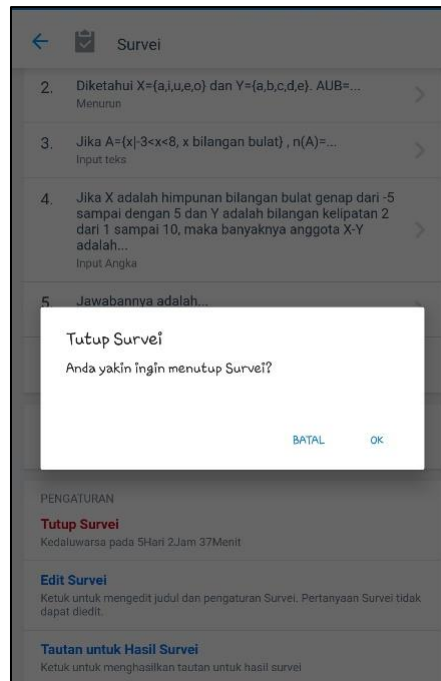 Survei
2. Diketahui X={a,i,u,e,o} dan Y={a,b,c,d,e}. AUB=...
Menurun
3. Jika A={x|-3<x<8, x bilangan bulat} , n(A)=...
Input teks
4. Jika X adalah himpunan bilangan bulat genap dari -5
sampai dengan 5 dan Y adalah bilangan kelipatan 2
dari 1 sampai 10, maka banyaknya anggota X-Y
adalah...
Input Angka
5. Jawabannya adalah...
Tutup Survei
Anda yakin ingin menutup Survei?
BATAL OK
PENGATURAN
Tutup Survei
Kedaluwarsa pada 5Hari 2Jam 37Menit
Edit Survei
Ketuk untuk mengedit judul dan pengaturan Survei. Pertanyaan Survei tidak
dapat diedit.
Tautan untuk Hasil Survei
Ketuk untuk menghasilkan tautan untuk hasil survei